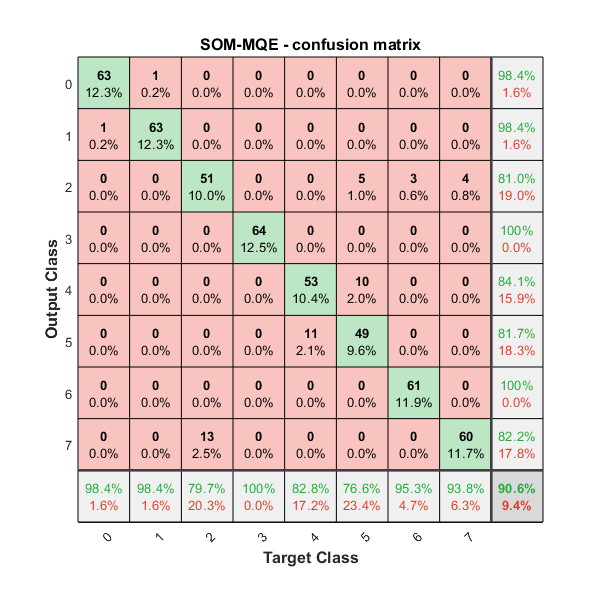 SOM-MQE - confusion matrix
0 63 1 0 0 0 0 0 0 98.4%
12.3% 0.2% 0.0% 0.0% 0.0% 0.0% 0.0% 0.0% 1.6%
1 1 63 0 0 0 0 0 0 98.4%
0.2% 12.3% 0.0% 0.0% 0.0% 0.0% 0.0% 0.0% 1.6%
2 0 0 51 0 0 5 3 4 81.0%
0.0% 0.0% 10.0% 0.0% 0.0% 1.0% 0.6% 0.8% 19.0%
3 0 0 0 64 0 0 0 0 100%
0.0% 0.0% 0.0% 12.5% 0.0% 0.0% 0.0% 0.0% 0.0%
4 0 0 0 0 53 10 0 0 84.1%
0.0% 0.0% 0.0% 0.0% 10.4% 2.0% 0.0% 0.0% 15.9%
5 0 0 0 0 11 49 0 0 81.7%
0.0% 0.0% 0.0% 0.0% 2.1% 9.6% 0.0% 0.0% 18.3%
6 0 0 0 0 0 0 61 0 100%
0.0% 0.0% 0.0% 0.0% 0.0% 0.0% 11.9% 0.0% 0.0%
7 0 0 13 0 0 0 0 60 82.2%
0.0% 0.0% 2.5% 0.0% 0.0% 0.0% 0.0% 11.7% 17.8%
98.4% 98.4% 79.7% 100% 82.8% 76.6% 95.3% 93.8% 90.6%
1.6% 1.6% 20.3% 0.0% 17.2% 23.4% 4.7% 6.3% 9.4%
0 1 2 3 4 5 6 7
Target Class
Output Class